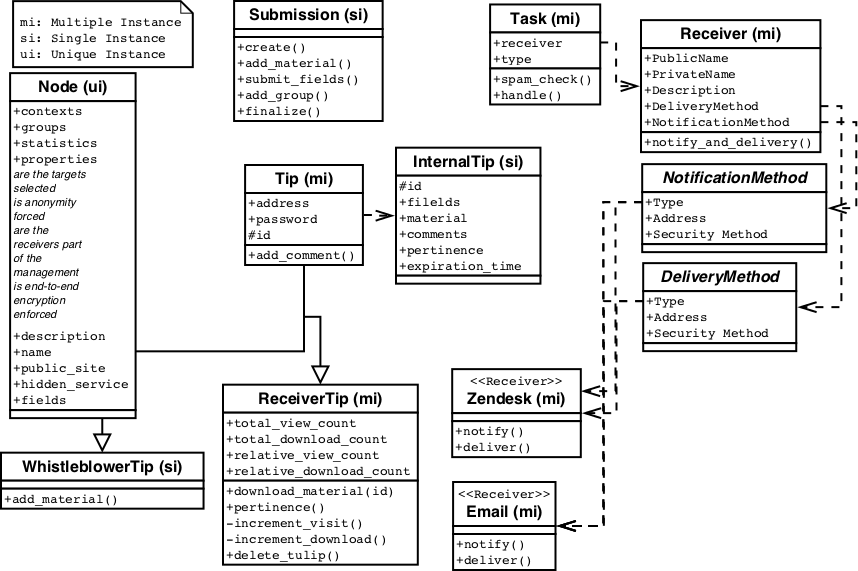 mi: Multiple Instance
si: Single Instance
ui: Unique Instance
Node (ui)
+contexts
+groups
+statistics
+properties
are the targets
selected
is anonymity
forced
are the
receivers part
of the
management
is end-to-end
encryption
enforced
+description
+name
+public_site
+hidden_service
+fields
WhistleblowerTip (si)
+add_material()
Submission (si)
+create()
+add_material()
+submit_fields()
+add_group()
+finalize()
Tip (mi)
+address
+password
#id
+add_comment()
InternalTip (si)
#id
+filelds
+material
+comments
+pertinence
+expiration_time
ReceiverTip (mi)
+total_view_count
+total_download_count
+relative_view_count
+relative_download_count
+download_material(id)
+pertinence()
-increment_visit()
-increment_download()
+delete_tulip()
Task (mi)
+receiver
+type
+spam_check()
+handle()
Receiver (mi)
+PublicName
+PrivateName
+Description
+DeliveryMethod
+NotificationMethod
+notify_and_delivery()
NotificationMethod
+Type
+Address
+Security Method
DeliveryMethod
+Type
+Address
+Security Method
<<Receiver>>
Zendesk (mi)
+notify()
+deliver()
<<Receiver>>
Email (mi)
+notify()
+deliver()